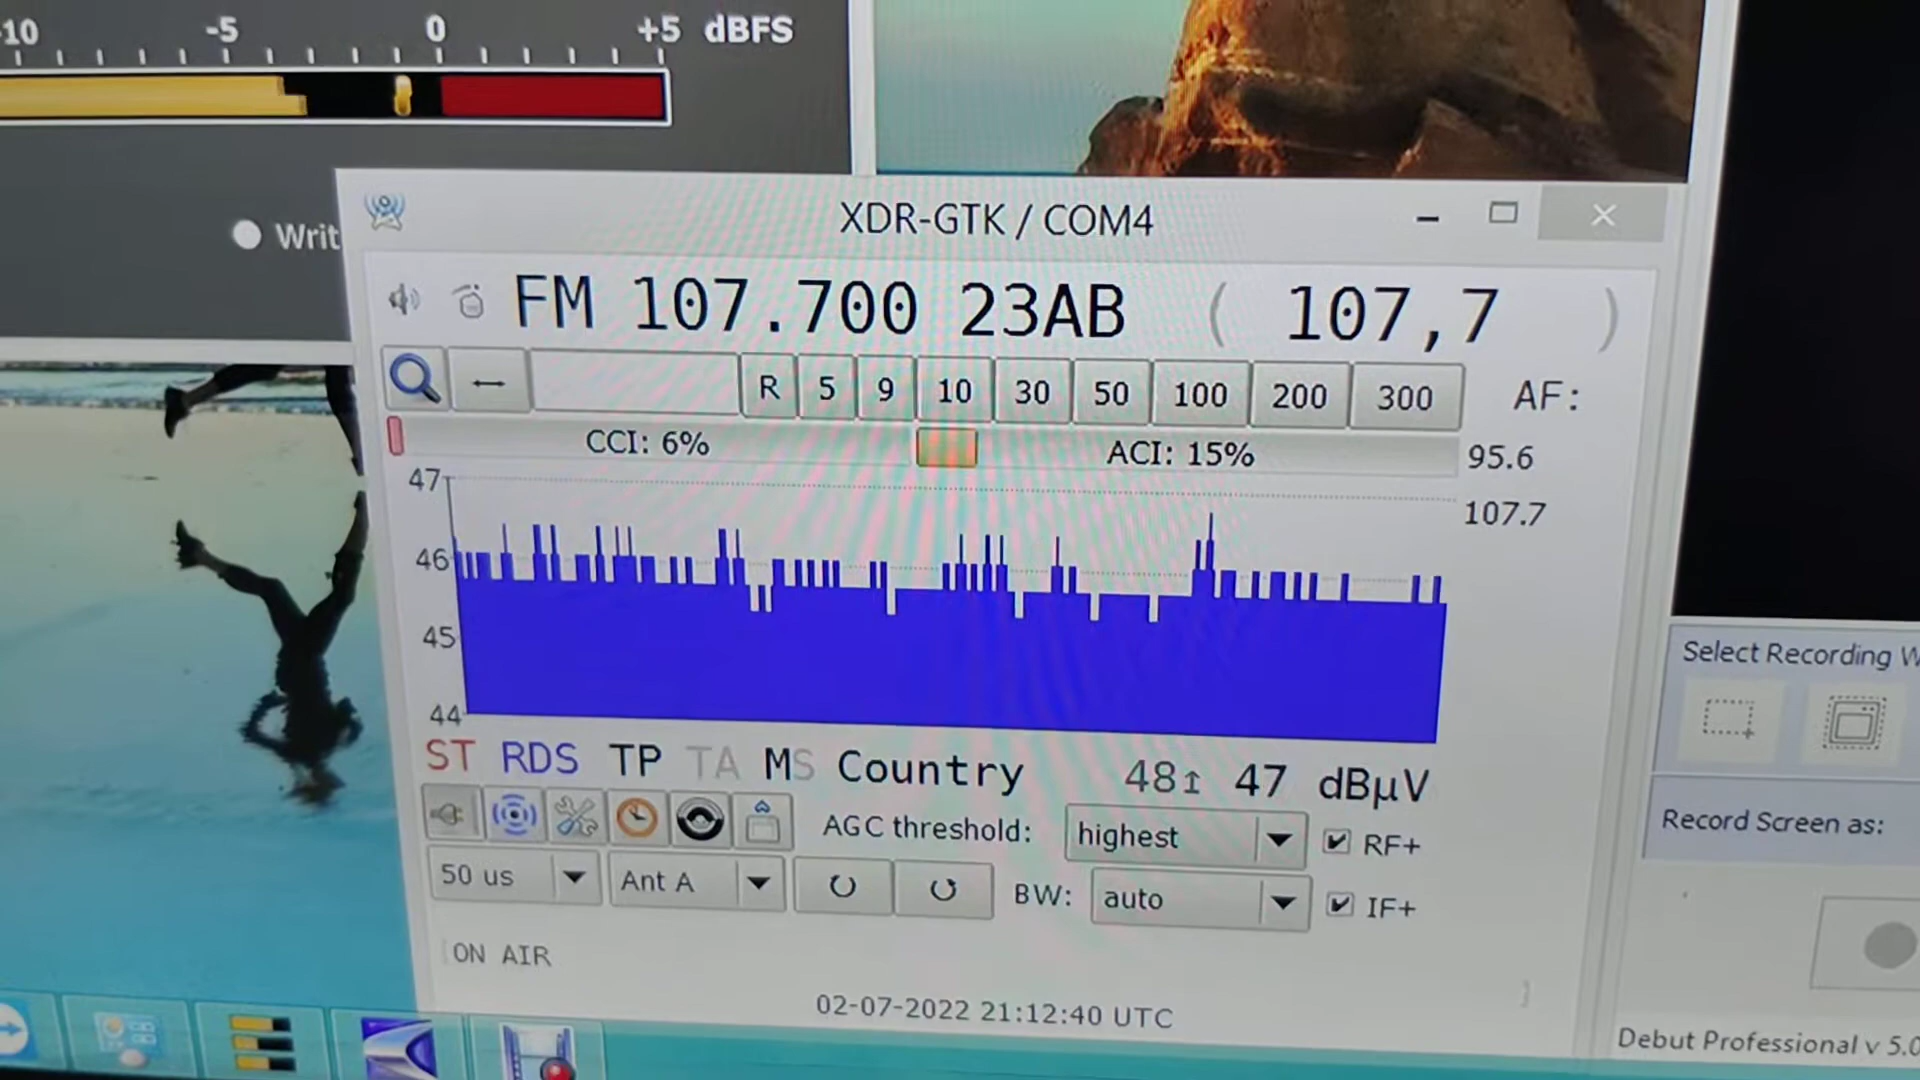 -10 -5 0 +5 dBFS
Writ
XDR-GTK / COM4
FM 107.700 23AB ( 107,7 )
R 5 9 10 30 50 100 200 300 AF:
CCI: 6% ACI: 15% 95.6
107.7
47
46
45
44
ST RDS TP TA MS Country 48↥ 47 dBµV
AGC threshold: highest RF+
50 us Ant A BW: auto IF+
[ON AIR ]
02-07-2022 21:12:40 UTC
Select Recording W
Record Screen as:
Debut Professional v 5.0